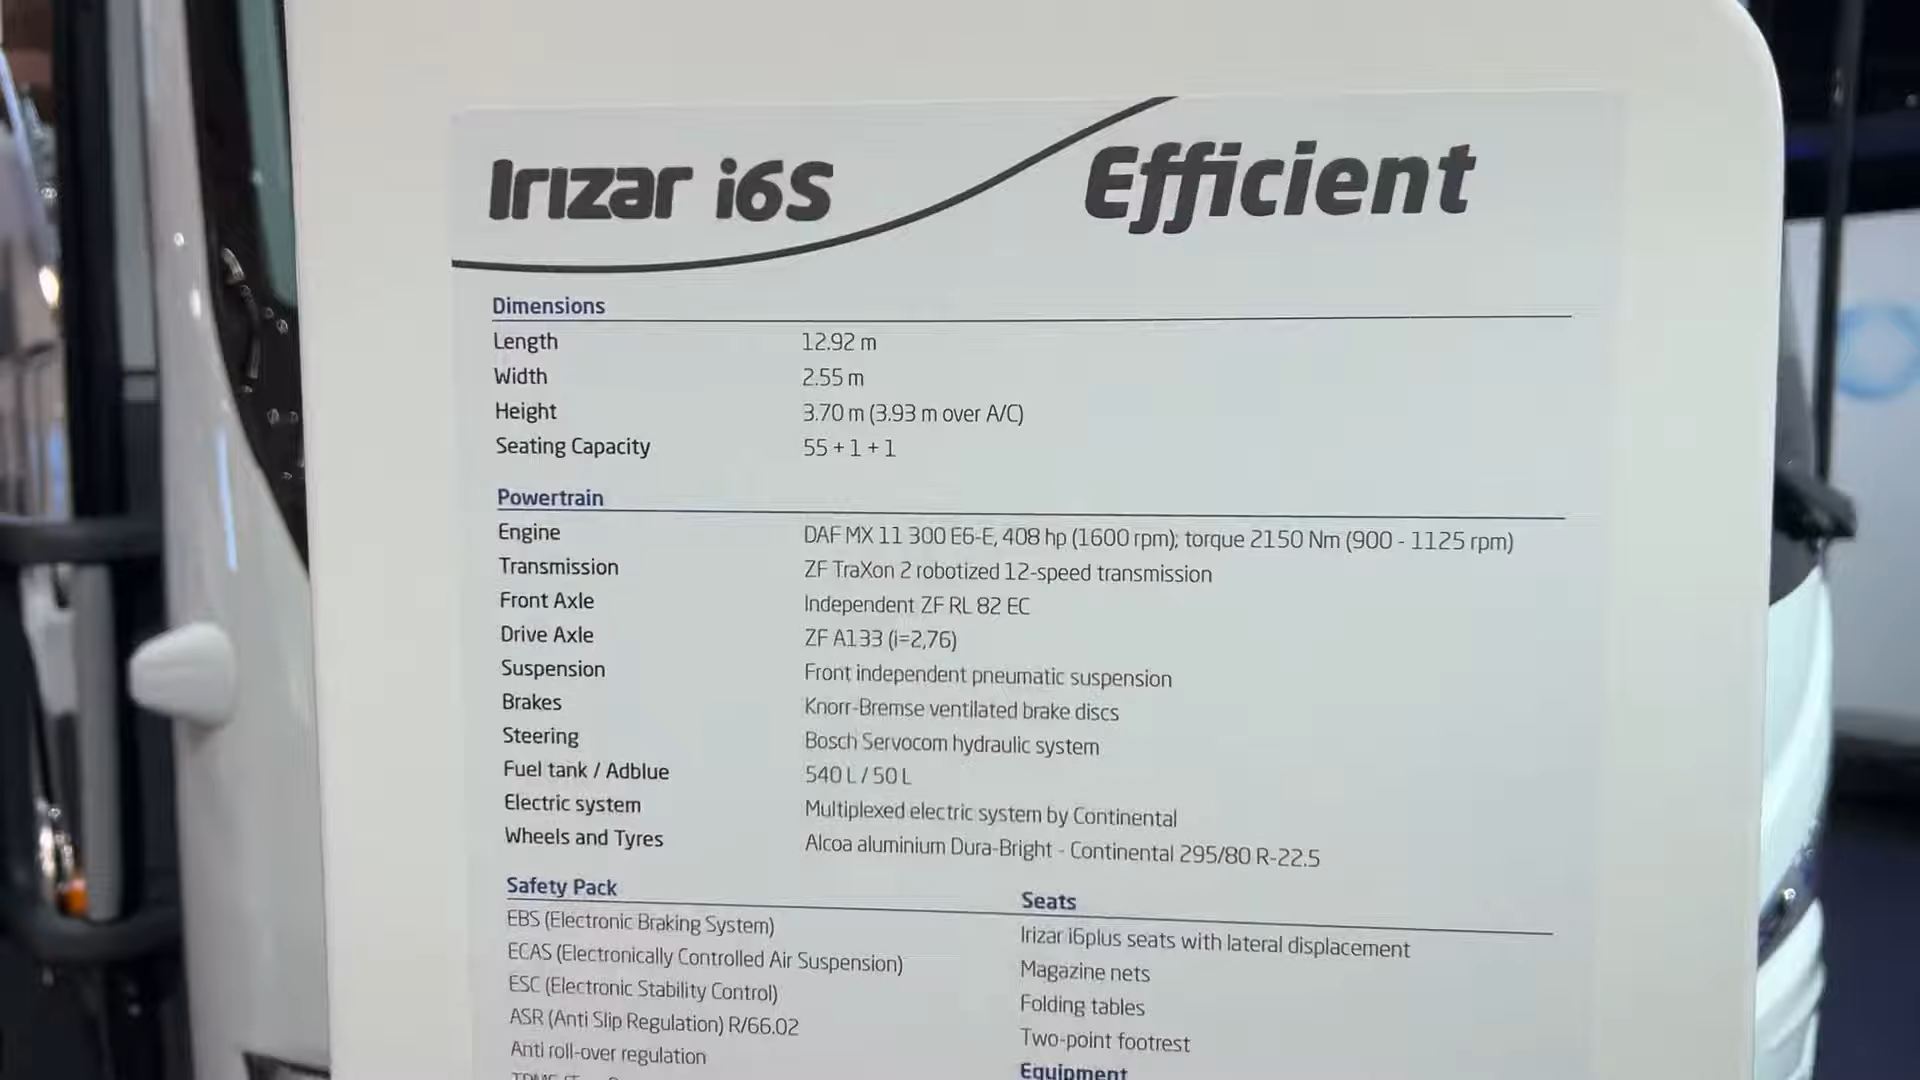 Irizar i6S Efficient
Dimensions
Length 12.92 m
Width 2.55 m
Height 3.70 m (3.93 m over A/C)
Seating Capacity 55 + 1 + 1
Powertrain
Engine DAF MX 11 300 E6-E, 408 hp (1600 rpm); torque 2150 Nm (900 - 1125 rpm)
Transmission ZF TraXon 2 robotized 12-speed transmission
Front Axle Independent ZF RL 82 EC
Drive Axle ZF A133 (i=2,76)
Suspension Front independent pneumatic suspension
Brakes Knorr-Bremse ventilated brake discs
Steering Bosch Servocom hydraulic system
Fuel tank / Adblue 540 L / 50 L
Electric system Multiplexed electric system by Continental
Wheels and Tyres Alcoa aluminium Dura-Bright - Continental 295/80 R-22.5
Safety Pack
EBS (Electronic Braking System)
ECAS (Electronically Controlled Air Suspension)
ESC (Electronic Stability Control)
ASR (Anti Slip Regulation) R/66.02
Anti roll-over regulation
Seats
Irizar i6plus seats with lateral displacement
Magazine nets
Folding tables
Two-point footrest
Equipment